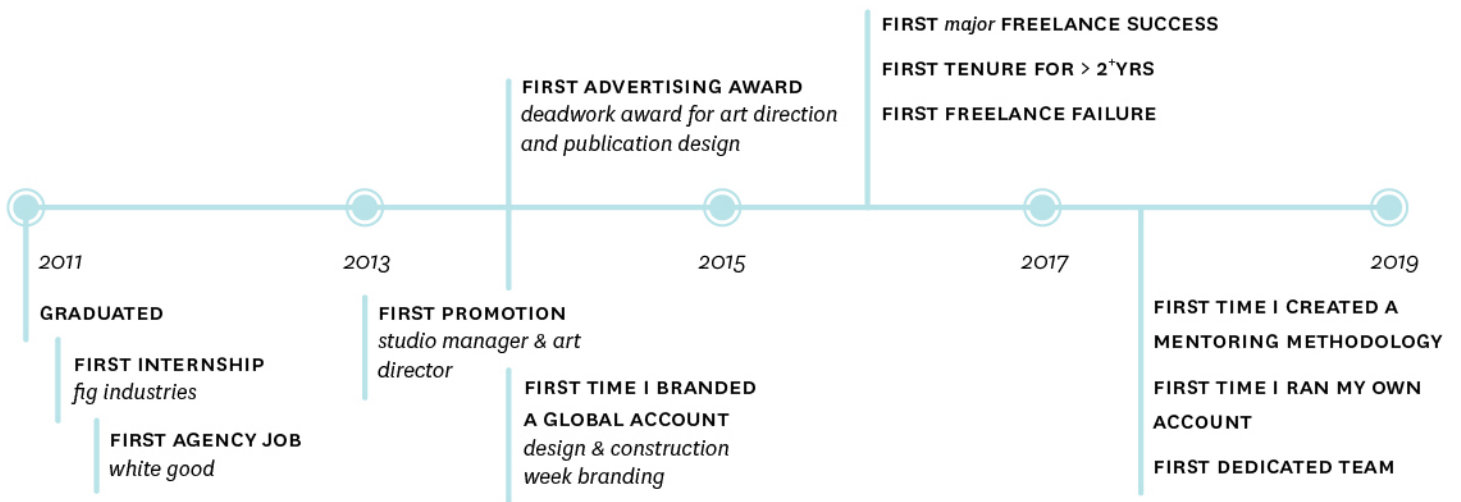 FIRST major FREELANCE SUCCESS
FIRST TENURE FOR > 2+YRS
FIRST FREELANCE FAILURE
FIRST ADVERTISING AWARD
deadwork award for art direction
and publication design
2011
2013
2015
2017
2019
GRADUATED
FIRST INTERNSHIP
fig industries
FIRST AGENCY JOB
white good
FIRST PROMOTION
studio manager & art
director
FIRST TIME I BRANDED
A GLOBAL ACCOUNT
design & construction
week branding
FIRST TIME I CREATED A
MENTORING METHODOLOGY
FIRST TIME I RAN MY OWN
ACCOUNT
FIRST DEDICATED TEAM